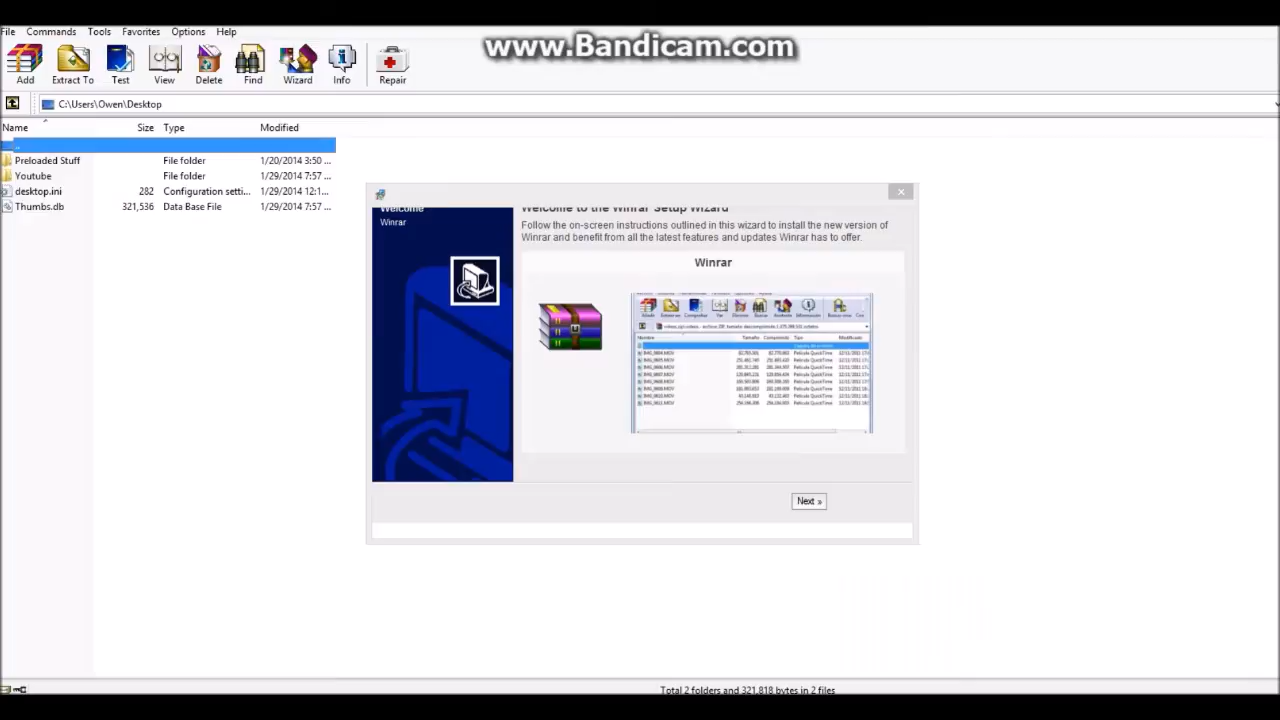 www.Bandicam.com
File Commands Tools Favorites Options Help
Add Extract To Test View Delete Find Wizard Info Repair
C:\Users\Owen\Desktop
Name Size Type Modified
..
Preloaded Stuff File folder 1/20/2014 3:50 ...
Youtube File folder 1/29/2014 7:57 ...
desktop.ini 282 Configuration setti... 1/29/2014 12:1...
Thumbs.db 321,536 Data Base File 1/29/2014 7:57 ...
Welcome
Winrar
Welcome to the Winrar Setup Wizard
Follow the on-screen instructions outlined in this wizard to install the new version of
Winrar and benefit from all the latest features and updates Winrar has to offer.
Winrar
Nombre Tamaño Comprimido Tipo Modificado
Next »
Total 2 folders and 321,818 bytes in 2 files